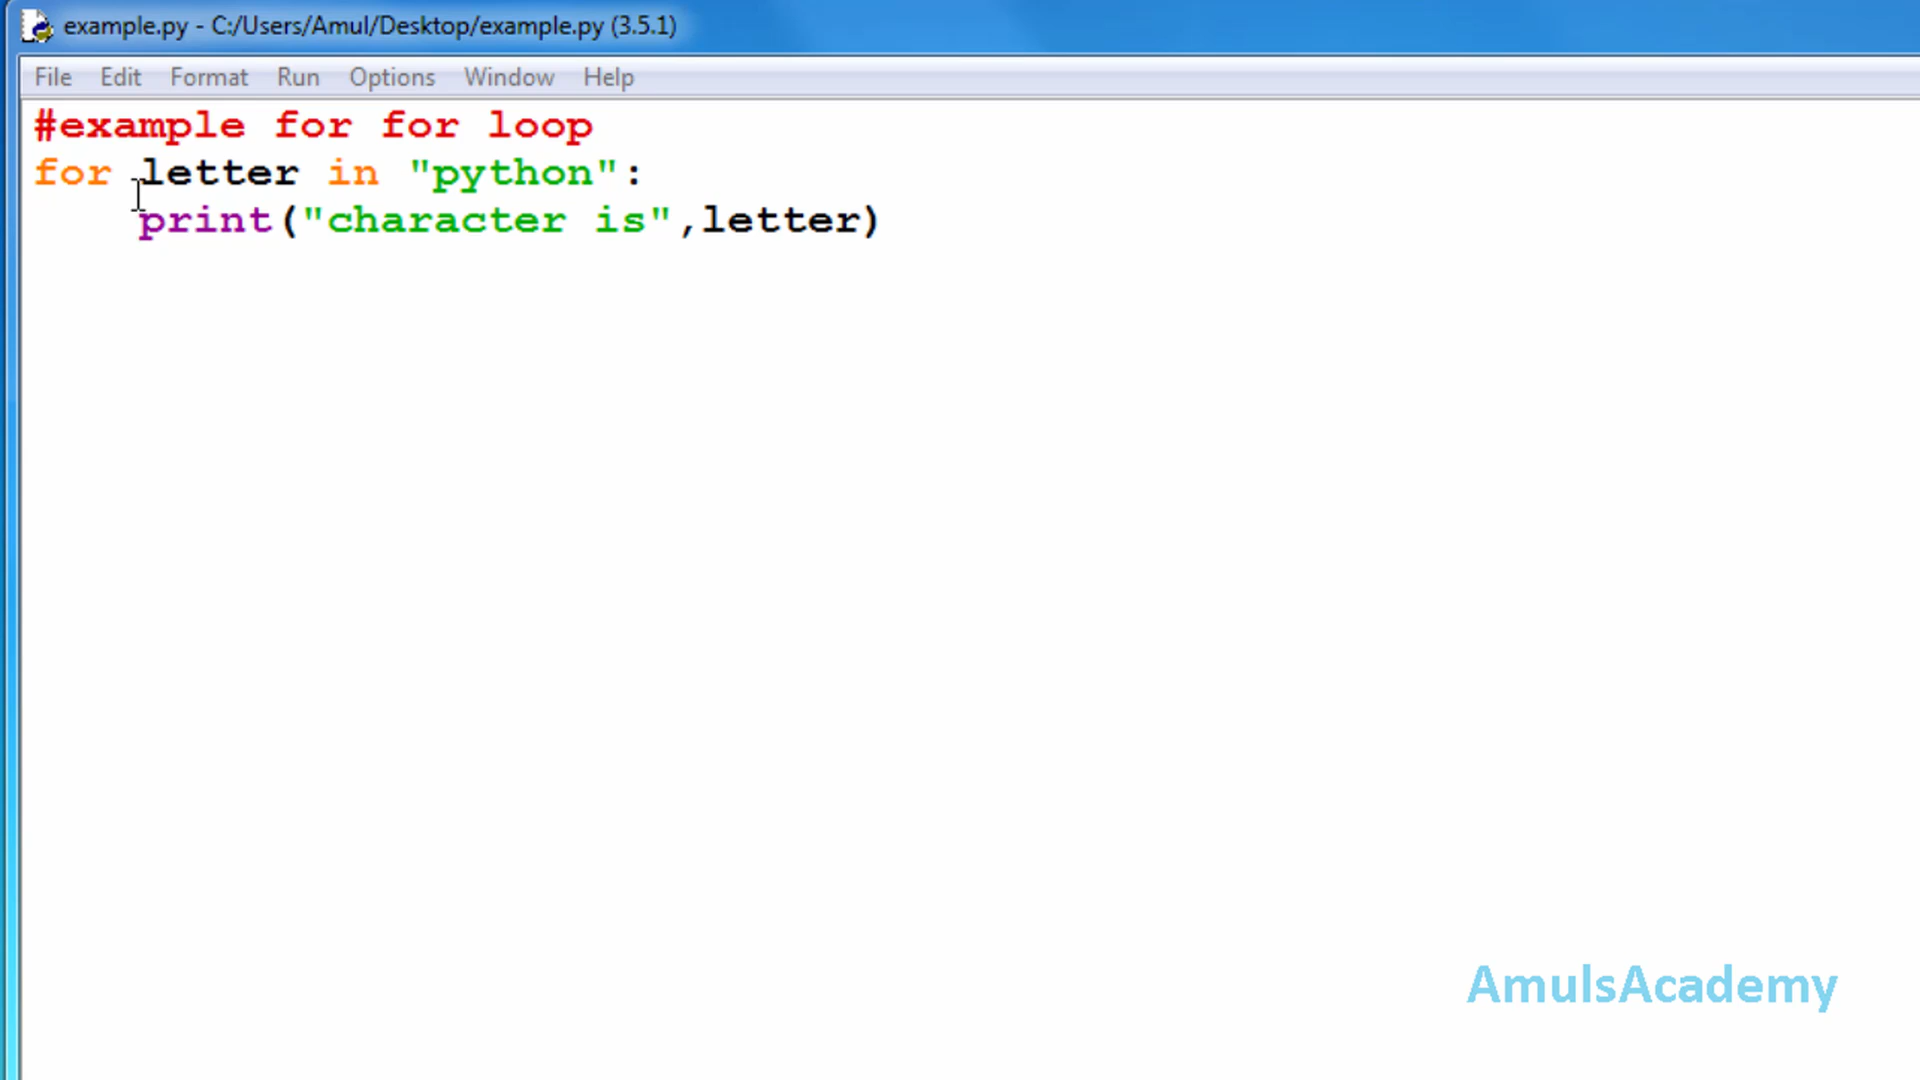 example.py - C:/Users/Amul/Desktop/example.py (3.5.1)
File Edit Format Run Options Window Help
#example for for loop
for letter in "python":
    print("character is",letter)
AmulsAcademy